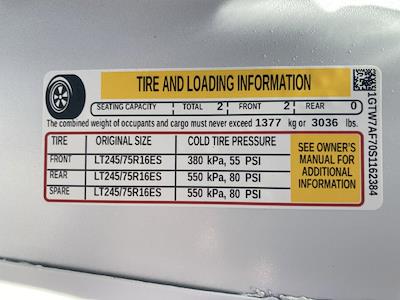 TIRE AND LOADING INFORMATION
SEATING CAPACITY TOTAL 2 FRONT 2 REAR 0
The combined weight of occupants and cargo must never exceed 1377 kg or 3036 lbs.
TIRE ORIGINAL SIZE COLD TIRE PRESSURE
FRONT LT245/75R16ES 380 kPa, 55 PSI
REAR LT245/75R16ES 550 kPa, 80 PSI
SPARE LT245/75R16ES 550 kPa, 80 PSI
SEE OWNER'S
MANUAL FOR
ADDITIONAL
INFORMATION
1GTW7AF70S1162384